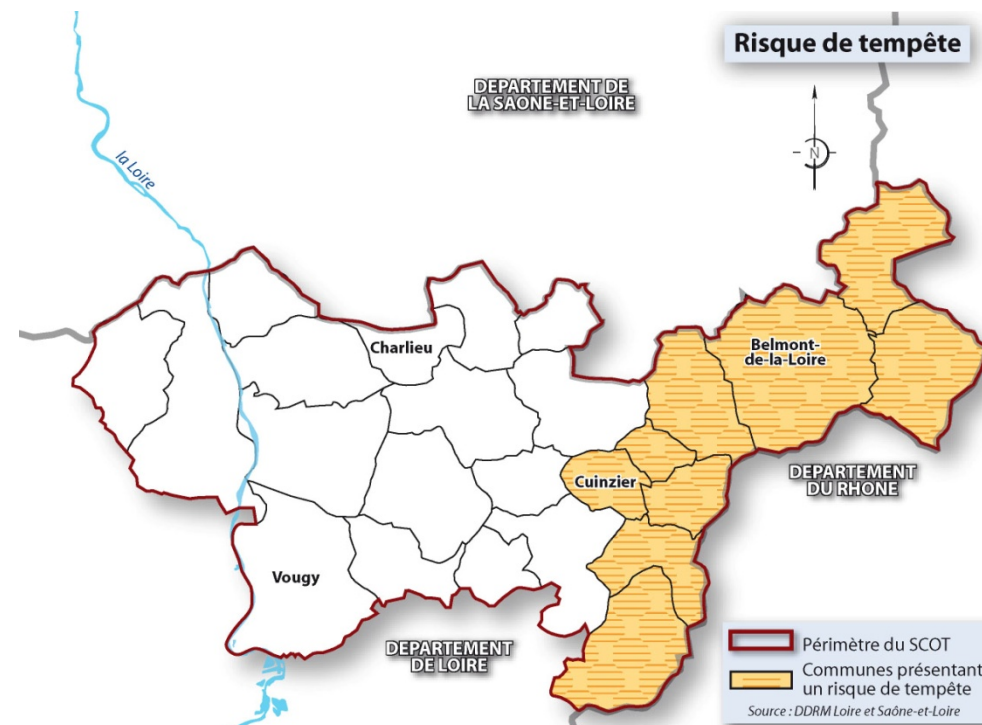 Risque de tempête
DEPARTEMENT DE
LA SAONE-ET-LOIRE
N
la Loire
Charlieu
Belmont-
de-la-Loire
Cuinzier
DEPARTEMENT
DU RHONE
Vougy
DEPARTEMENT
DE LOIRE
Périmètre du SCOT
Communes présentant
un risque de tempête
Source : DDRM Loire et Saône-et-Loire